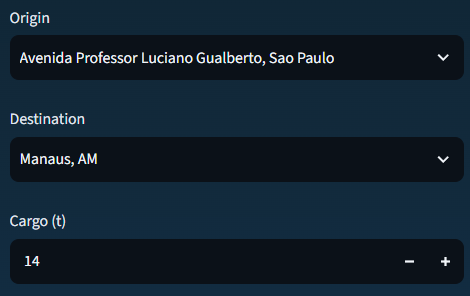 Origin
Avenida Professor Luciano Gualberto, Sao Paulo
Destination
Manaus, AM
Cargo (t)
14